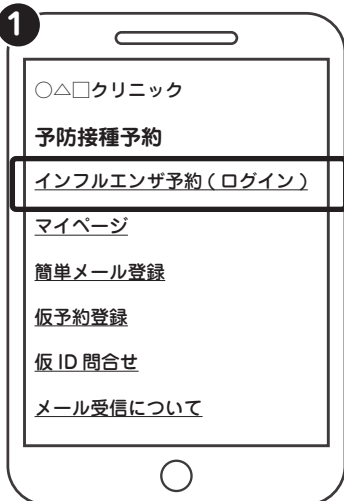 1
○△□クリニック
予防接種予約
インフルエンザ予約 ( ログイン )
マイページ
簡単メール登録
仮予約登録
仮 ID 問合せ
メール受信について